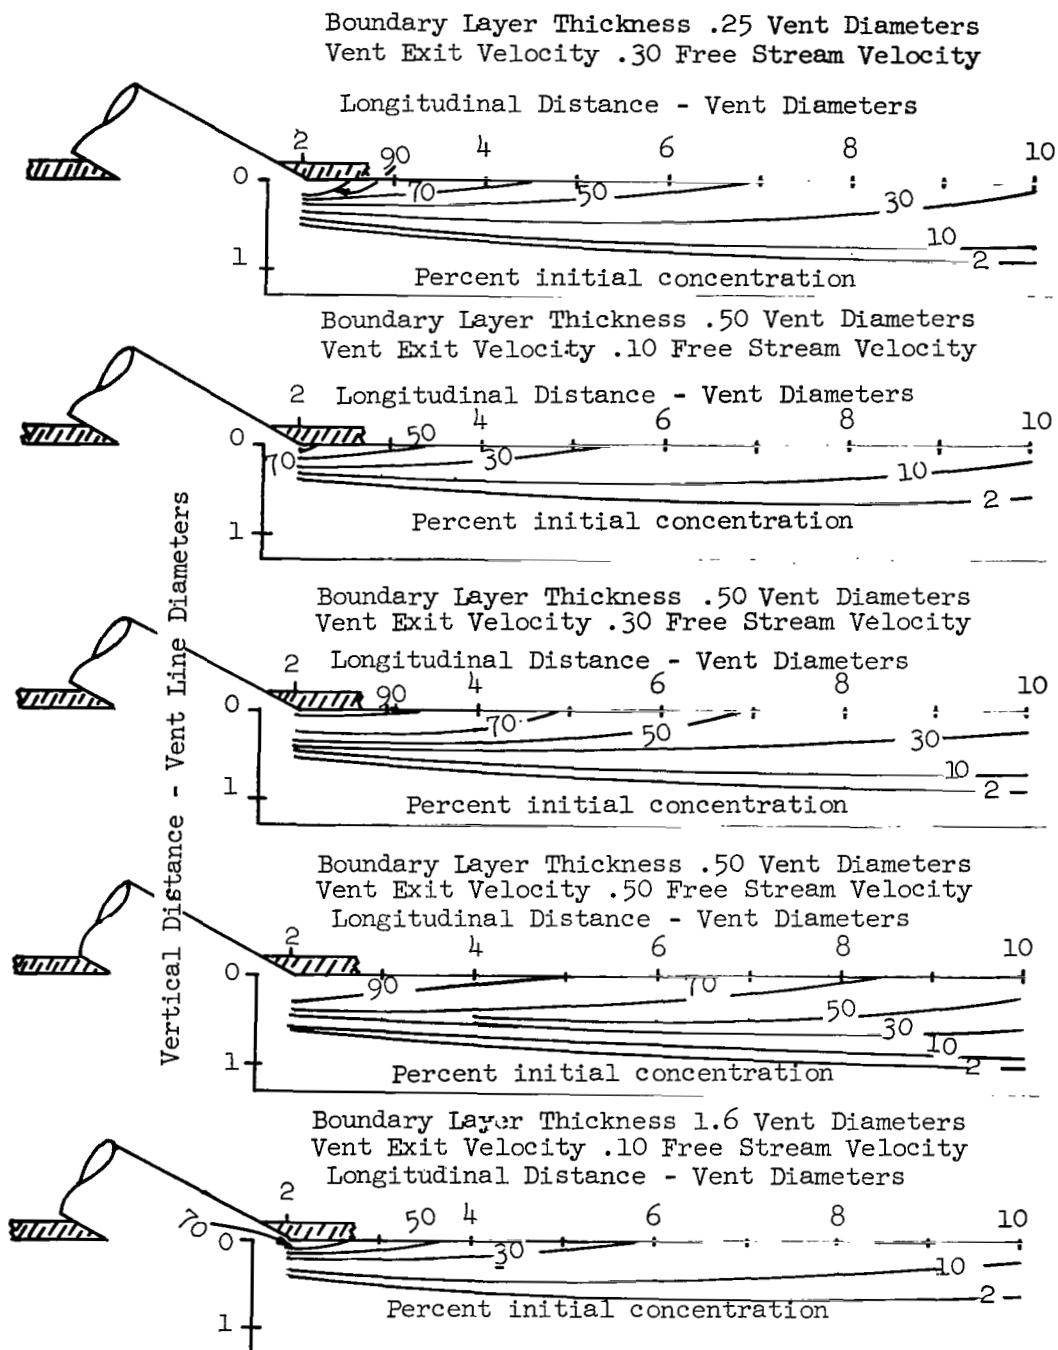 Boundary Layer Thickness .25 Vent Diameters
Vent Exit Velocity .30 Free Stream Velocity
Longitudinal Distance - Vent Diameters
2 90 4 6 8 10
0
70 50 30
10
1 2
Percent initial concentration
Boundary Layer Thickness .50 Vent Diameters
Vent Exit Velocity .10 Free Stream Velocity
Longitudinal Distance - Vent Diameters
2 4 6 8 10
0 50
70 30 10
2
Percent initial concentration
1
Vertical Distance - Vent Line Diameters
Boundary Layer Thickness .50 Vent Diameters
Vent Exit Velocity .30 Free Stream Velocity
Longitudinal Distance - Vent Diameters
2 4 6 8 10
0 90
70 50 30
10
1 2
Percent initial concentration
Boundary Layer Thickness .50 Vent Diameters
Vent Exit Velocity .50 Free Stream Velocity
Longitudinal Distance - Vent Diameters
2 4 6 8 10
0
90 70
50 30
10
1 2
Percent initial concentration
Boundary Layer Thickness 1.6 Vent Diameters
Vent Exit Velocity .10 Free Stream Velocity
Longitudinal Distance - Vent Diameters
2 4 6 8 10
70 50
0
30 10
2
Percent initial concentration
1